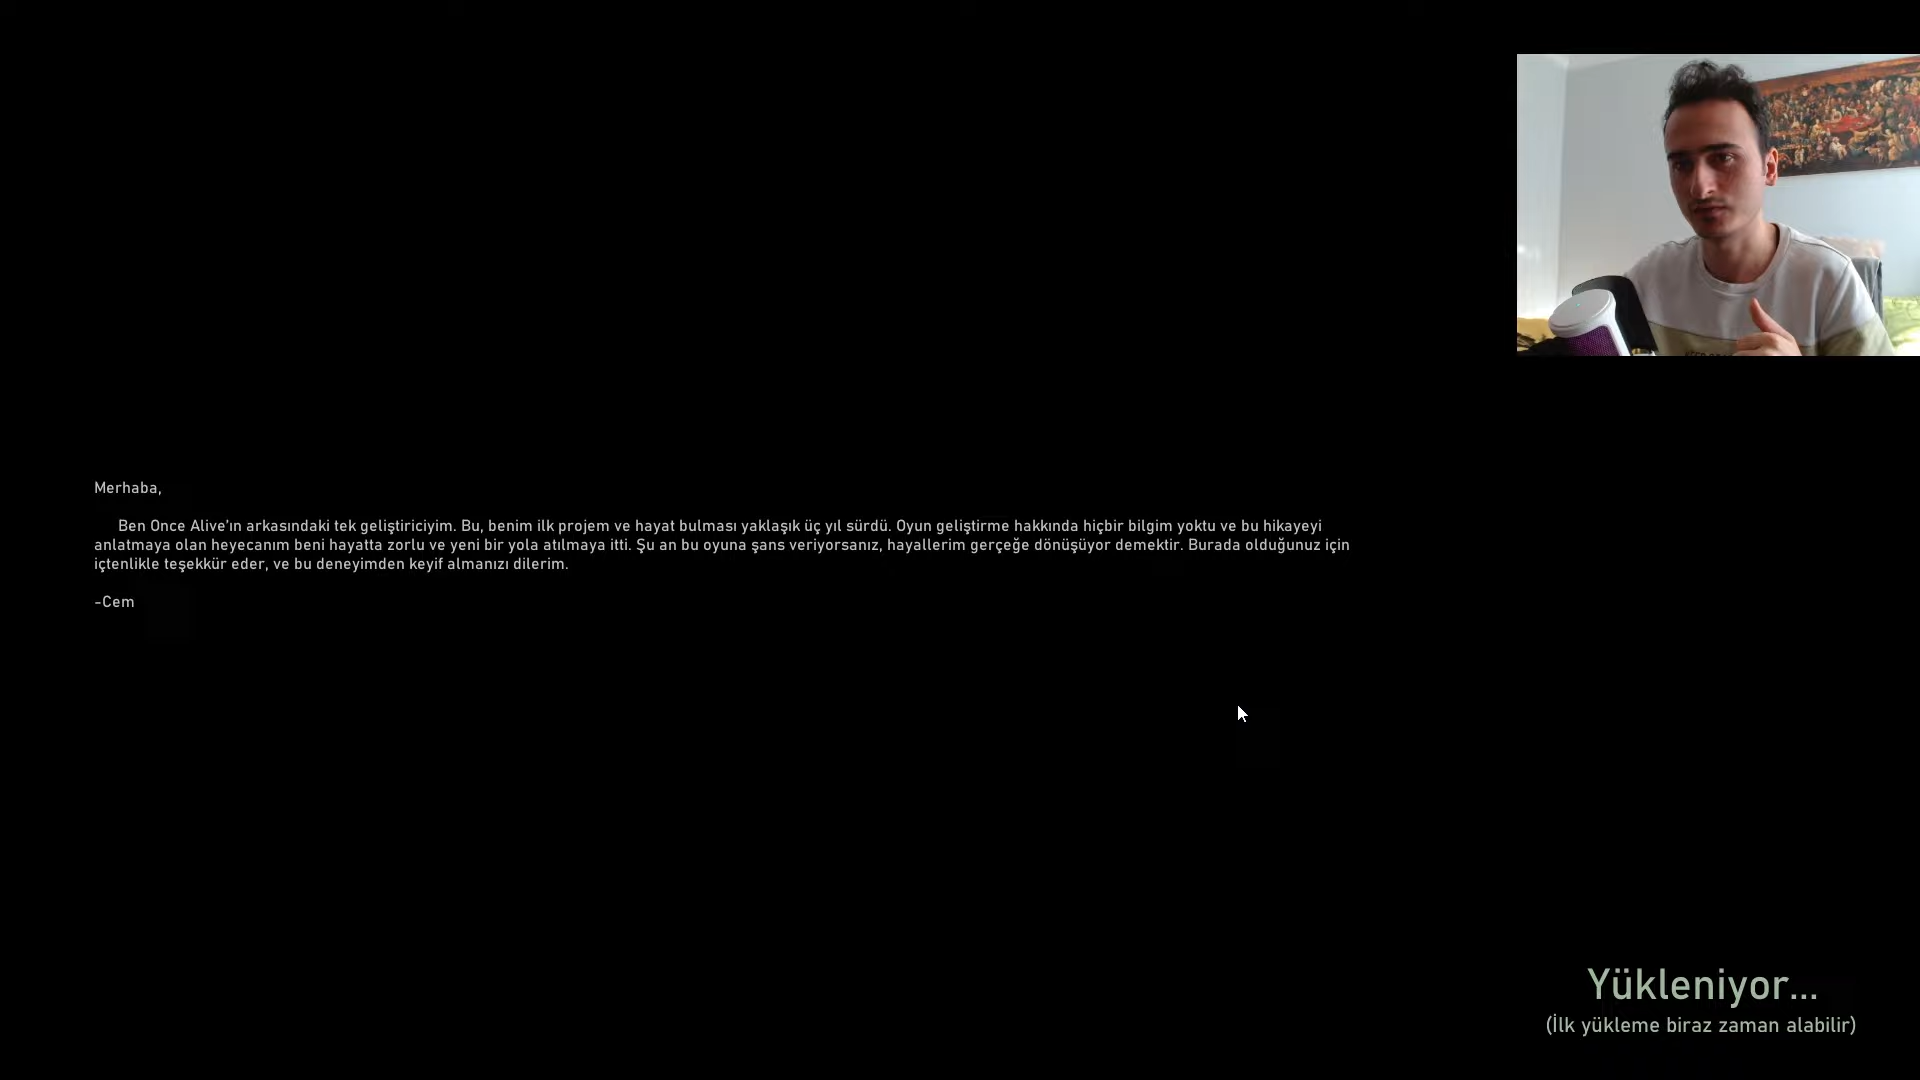 Merhaba,
Ben Once Alive'ın arkasındaki tek geliştiriciyim. Bu, benim ilk projem ve hayat bulması yaklaşık üç yıl sürdü. Oyun geliştirme hakkında hiçbir bilgim yoktu ve bu hikayeyi
anlatmaya olan heyecanım beni hayatta zorlu ve yeni bir yola atılmaya itti. Şu an bu oyuna şans veriyorsanız, hayallerim gerçeğe dönüşüyor demektir. Burada olduğunuz için
içtenlikle teşekkür eder, ve bu deneyimden keyif almanızı dilerim.
-Cem
Yükleniyor...
(İlk yükleme biraz zaman alabilir)